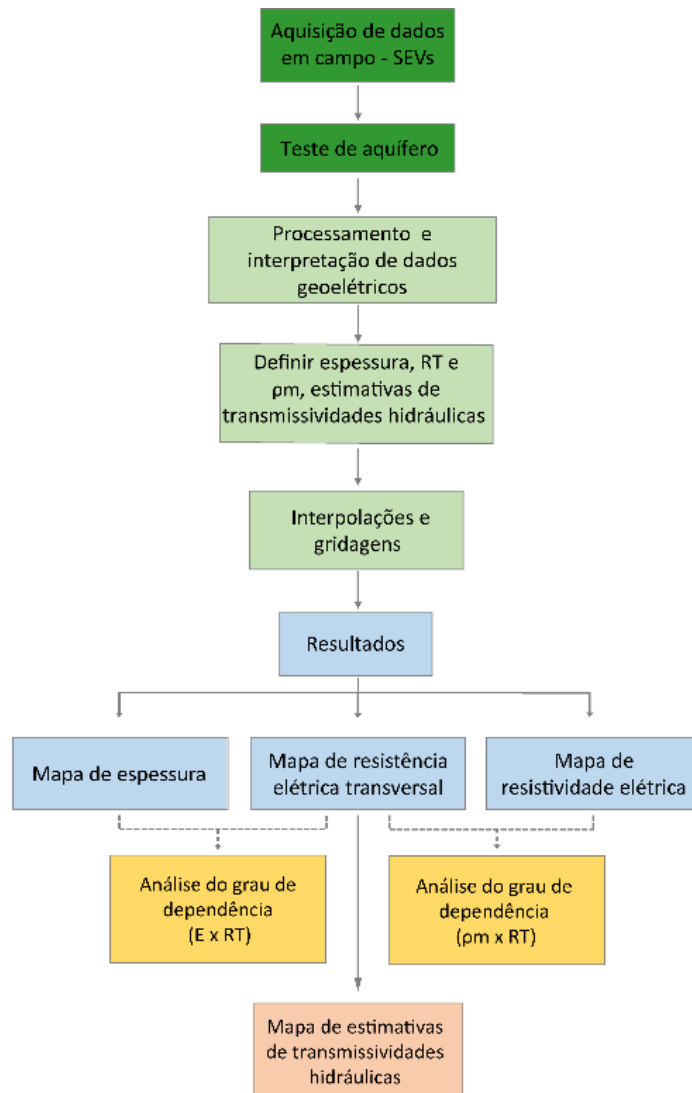 Aquisição de dados
em campo - SEVs
Teste de aquífero
Processamento e
interpretação de dados
geoelétricos
Definir espessura, RT e
ρm, estimativas de
transmissividades hidráulicas
Interpolações e
gridagens
Resultados
Mapa de espessura
Mapa de resistência
elétrica transversal
Mapa de
resistividade elétrica
Análise do grau de
dependência
(E x RT)
Análise do grau de
dependência
(ρm x RT)
Mapa de estimativas
de transmissividades
hidráulicas